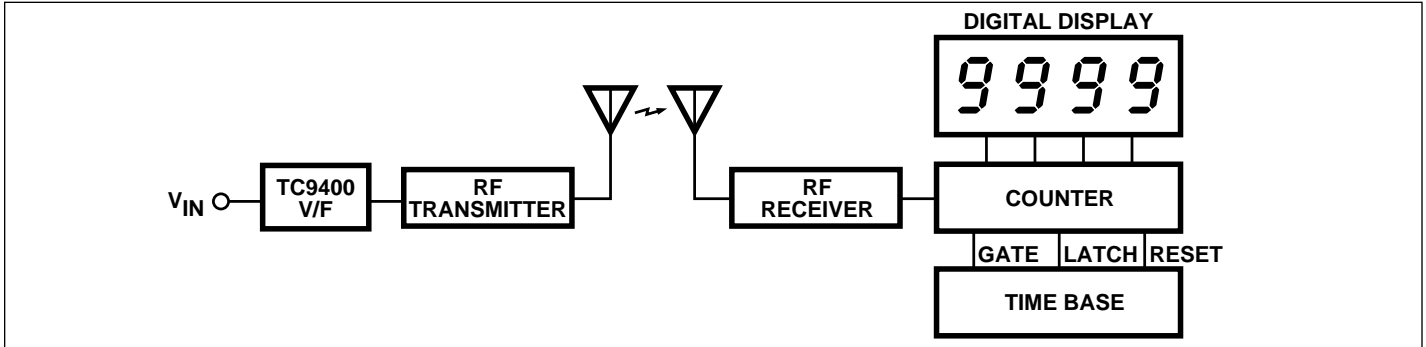 DIGITAL DISPLAY
9999
VIN
TC9400
V/F
RF
TRANSMITTER
RF
RECEIVER
COUNTER
GATE LATCH RESET
TIME BASE